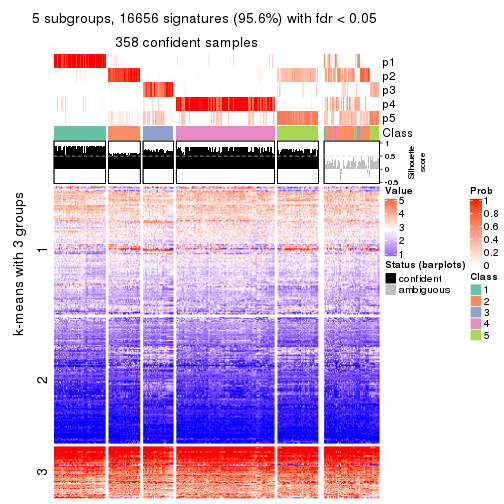 5 subgroups, 16656 signatures (95.6%) with fdr < 0.05
358 confident samples
p1
p2
p3
p4
p5
Class
1
0.5
0
-0.5
Silhouette
score
k-means with 3 groups
1
2
3
Value
5
4
3
2
1
Status (barplots)
confident
ambiguous
Prob
1
0.8
0.6
0.4
0.2
0
Class
1
2
3
4
5